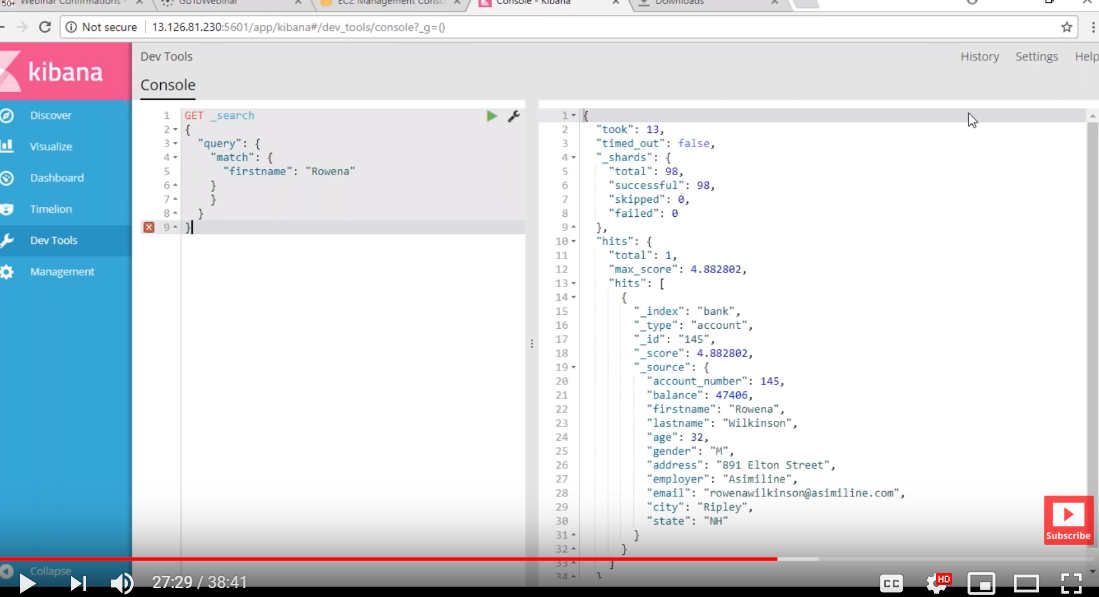 50+ Webinar Confirmations - × GoToWebinar × EC2 Management Conso × Console - Kibana × Downloads ×
Not secure | 13.126.81.230:5601/app/kibana#/dev_tools/console?_g=()
kibana
Discover
Visualize
Dashboard
Timelion
Dev Tools
Management
Collapse
Dev Tools
History Settings Help
Console
1 GET _search
2 {
3 "query": {
4 "match": {
5 "firstname": "Rowena"
6 }
7 }
8 }
9 }
1 {
2 "took": 13,
3 "timed_out": false,
4 "_shards": {
5 "total": 98,
6 "successful": 98,
7 "skipped": 0,
8 "failed": 0
9 },
10 "hits": {
11 "total": 1,
12 "max_score": 4.882802,
13 "hits": [
14 {
15 "_index": "bank",
16 "_type": "account",
17 "_id": "145",
18 "_score": 4.882802,
19 "_source": {
20 "account_number": 145,
21 "balance": 47406,
22 "firstname": "Rowena",
23 "lastname": "Wilkinson",
24 "age": 32,
25 "gender": "M",
26 "address": "891 Elton Street",
27 "employer": "Asimiline",
28 "email": "rowenawilkinson@asimiline.com",
29 "city": "Ripley",
30 "state": "NH"
31 }
32 }
33 ]
34 }
Subscribe
27:29 / 38:41
CC
HD